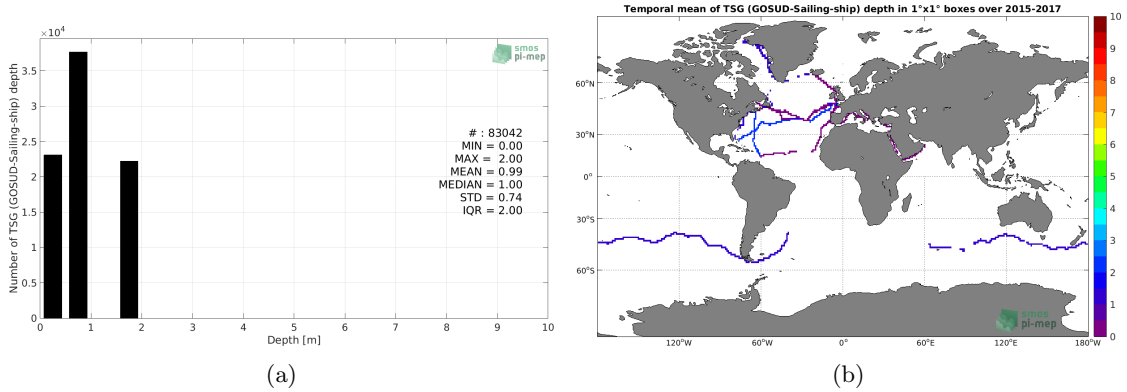 ×10⁴
3.5
3
2.5
2
1.5
1
0.5
0
Number of TSG (GOSUD-Sailing-ship) depth
smos
pi-mep
# : 83042
MIN = 0.00
MAX = 2.00
MEAN = 0.99
MEDIAN = 1.00
STD = 0.74
IQR = 2.00
0 1 2 3 4 5 6 7 8 9 10
Depth [m]
(a)
Temporal mean of TSG (GOSUD-Sailing-ship) depth in 1°x1° boxes over 2015-2017
60°N
30°N
0°
30°S
60°S
120°W 60°W 0° 60°E 120°E 180°W
smos
pi-mep
10
9
8
7
6
5
4
3
2
1
0
(b)